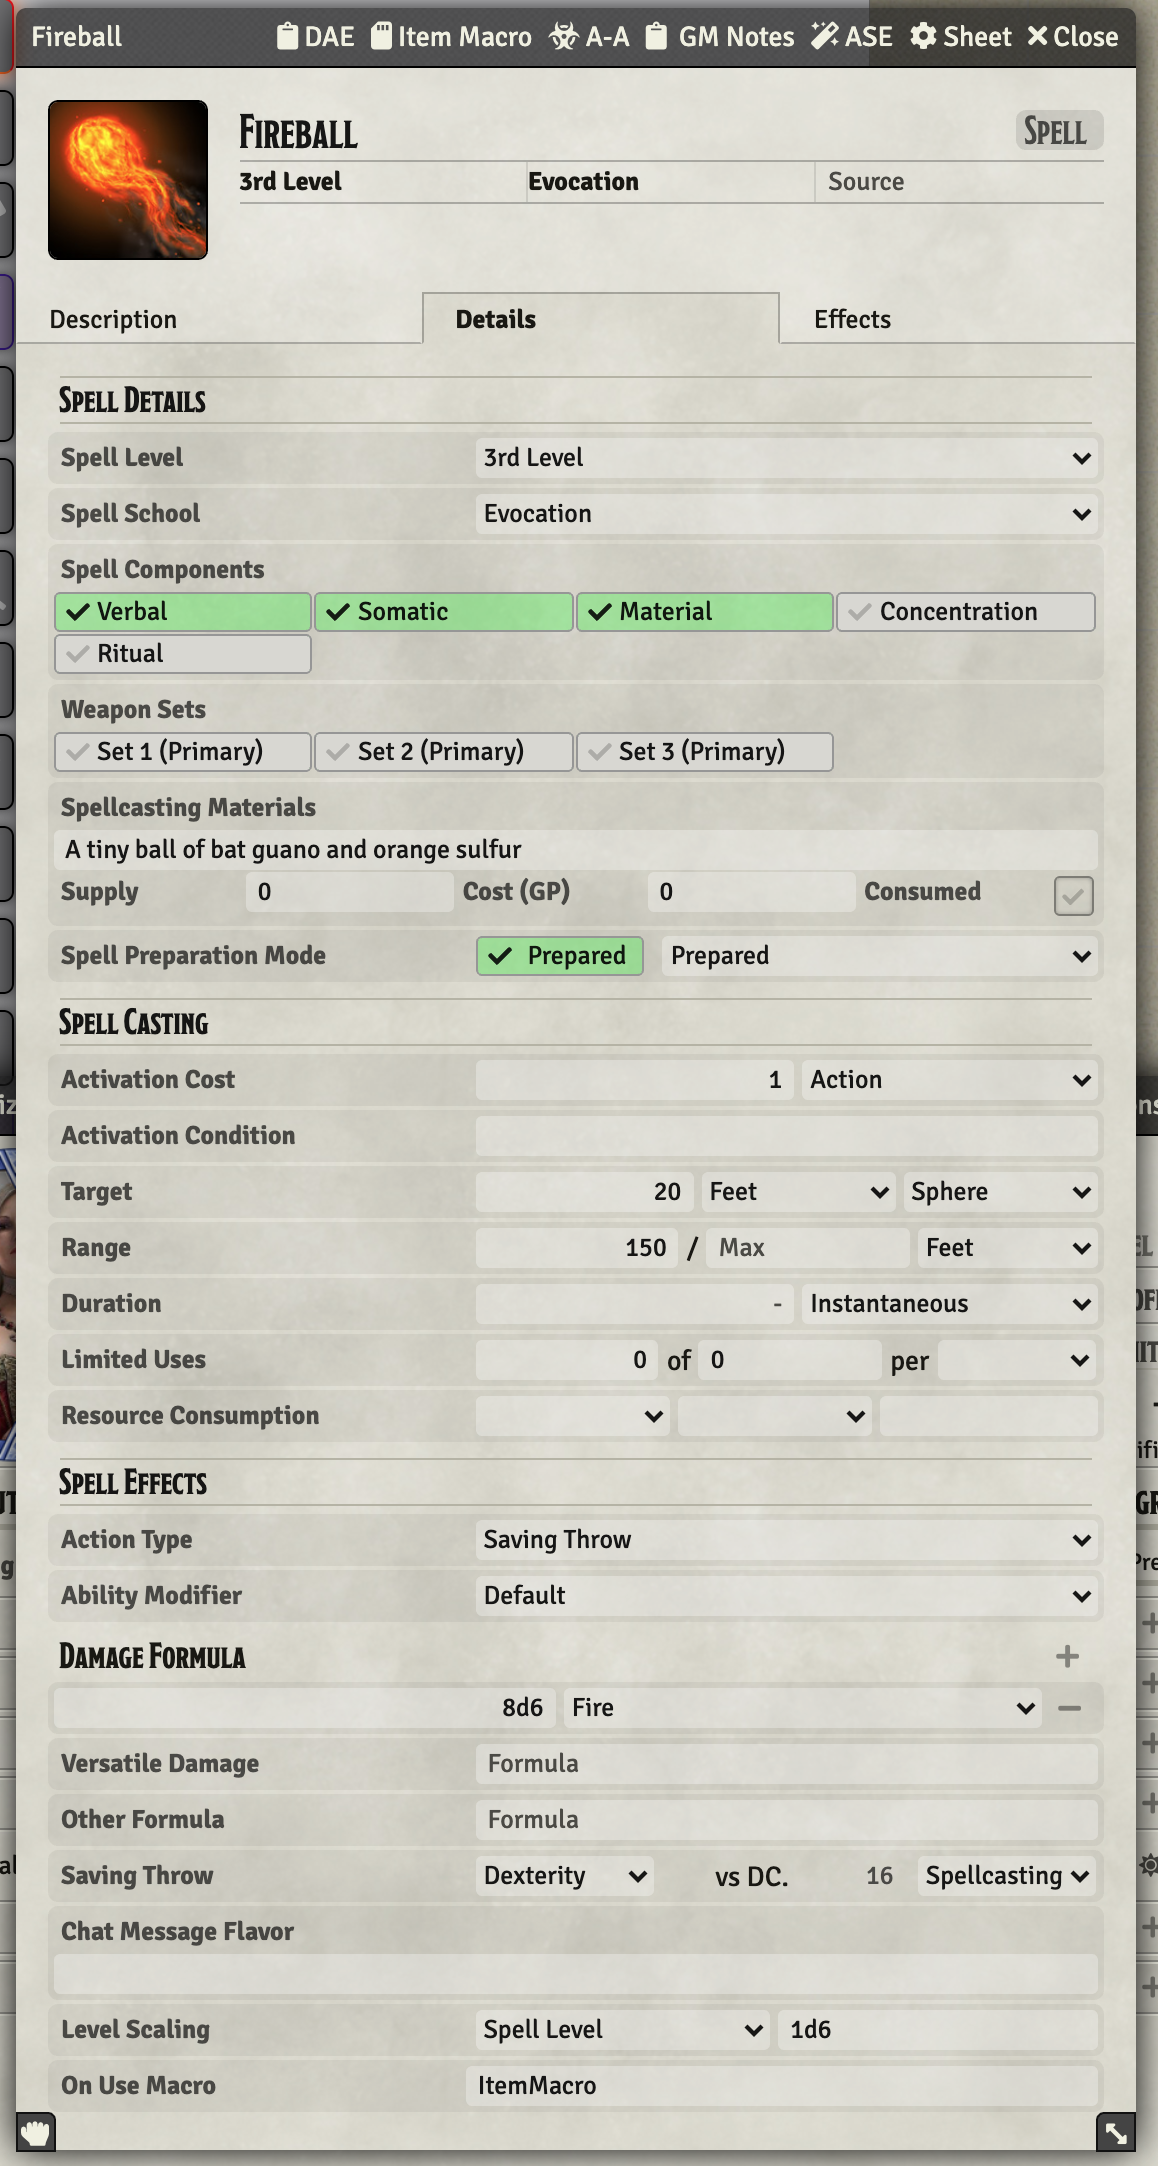 Fireball DAE Item Macro A-A GM Notes ASE Sheet Close
Fireball Spell
3rd Level Evocation Source
Description Details Effects
Spell Details
Spell Level 3rd Level
Spell School Evocation
Spell Components
Verbal Somatic Material Concentration
Ritual
Weapon Sets
Set 1 (Primary) Set 2 (Primary) Set 3 (Primary)
Spellcasting Materials
A tiny ball of bat guano and orange sulfur
Supply 0 Cost (GP) 0 Consumed
Spell Preparation Mode Prepared Prepared
Spell Casting
Activation Cost 1 Action
Activation Condition
Target 20 Feet Sphere
Range 150 / Max Feet
Duration - Instantaneous
Limited Uses 0 of 0 per
Resource Consumption
Spell Effects
Action Type Saving Throw
Ability Modifier Default
Damage Formula
8d6 Fire
Versatile Damage Formula
Other Formula Formula
Saving Throw Dexterity vs DC. 16 Spellcasting
Chat Message Flavor
Level Scaling Spell Level 1d6
On Use Macro ItemMacro